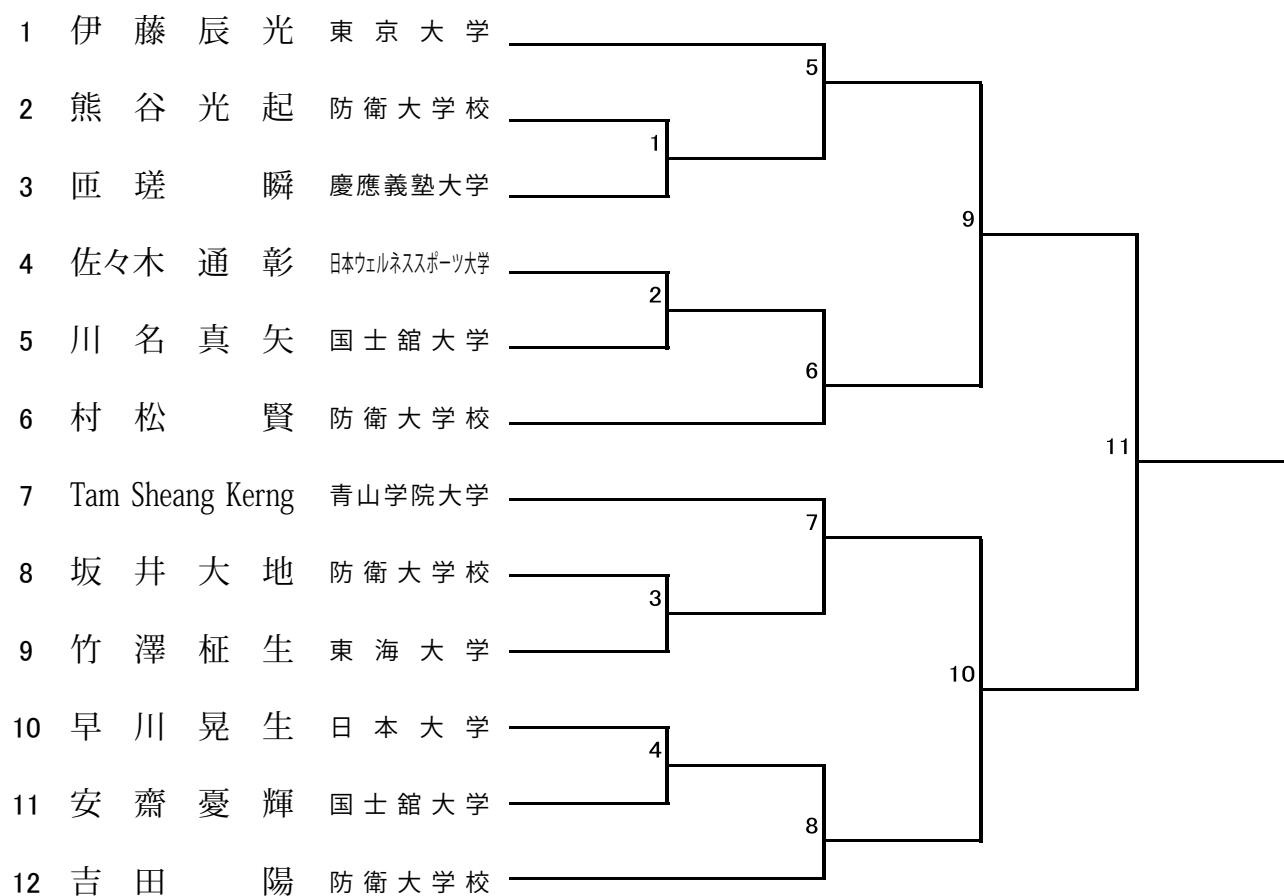 1 伊藤辰光 東京大学
5
2 熊谷光起 防衛大学校
1
3 匝瑳瞬 慶應義塾大学
9
4 佐々木通彰 日本ウェルネススポーツ大学
2
5 川名真矢 国士舘大学
6
6 村松賢 防衛大学校
11
7 Tam Sheang Kerng 青山学院大学
7
8 坂井大地 防衛大学校
3
9 竹澤柾生 東海大学
10
10 早川晃生 日本大学
4
11 安齋憂輝 国士舘大学
8
12 吉田陽 防衛大学校